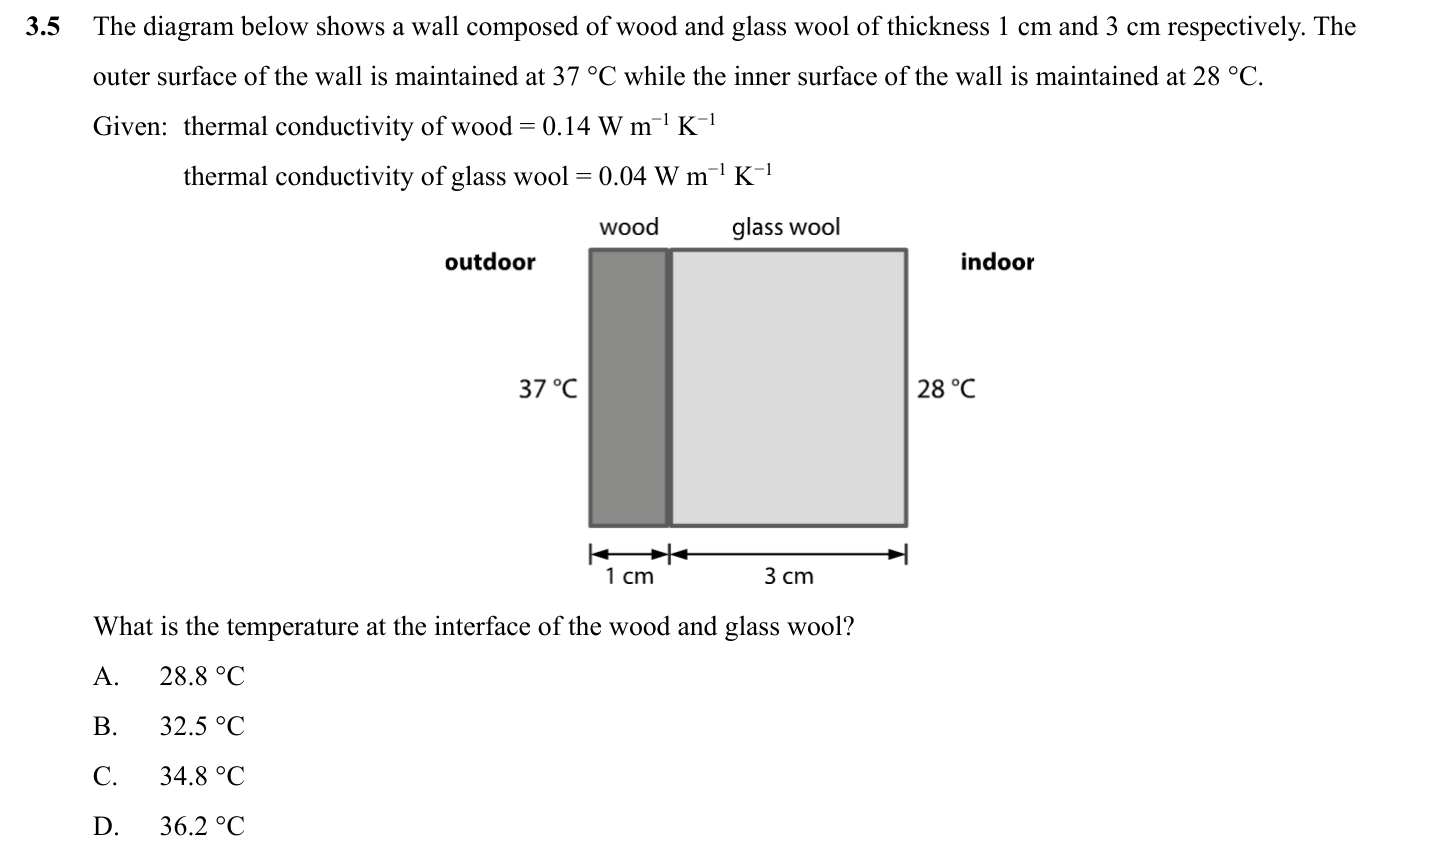 3.5 The diagram below shows a wall composed of wood and glass wool of thickness 1 cm and 3 cm respectively. The
outer surface of the wall is maintained at 37 °C while the inner surface of the wall is maintained at 28 °C.
Given: thermal conductivity of wood = 0.14 W m⁻¹ K⁻¹
thermal conductivity of glass wool = 0.04 W m⁻¹ K⁻¹
wood glass wool
outdoor indoor
37 °C 28 °C
1 cm 3 cm
What is the temperature at the interface of the wood and glass wool?
A. 28.8 °C
B. 32.5 °C
C. 34.8 °C
D. 36.2 °C